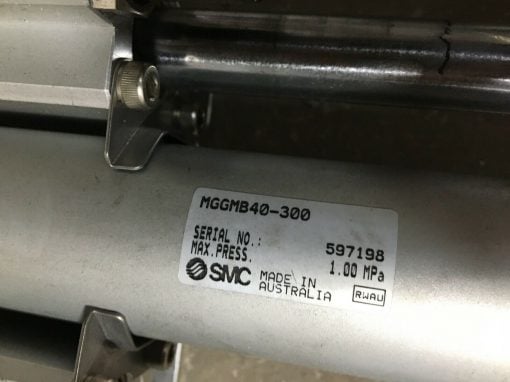 MGGMB40-300
SERIAL NO.: 597198
MAX.PRESS. 1.00 MPa
SMC MADE IN
AUSTRALIA RWAU